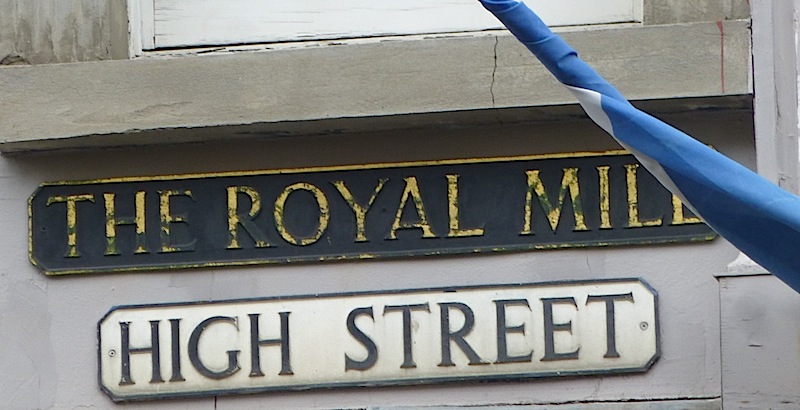 THE ROYAL MILE
HIGH STREET